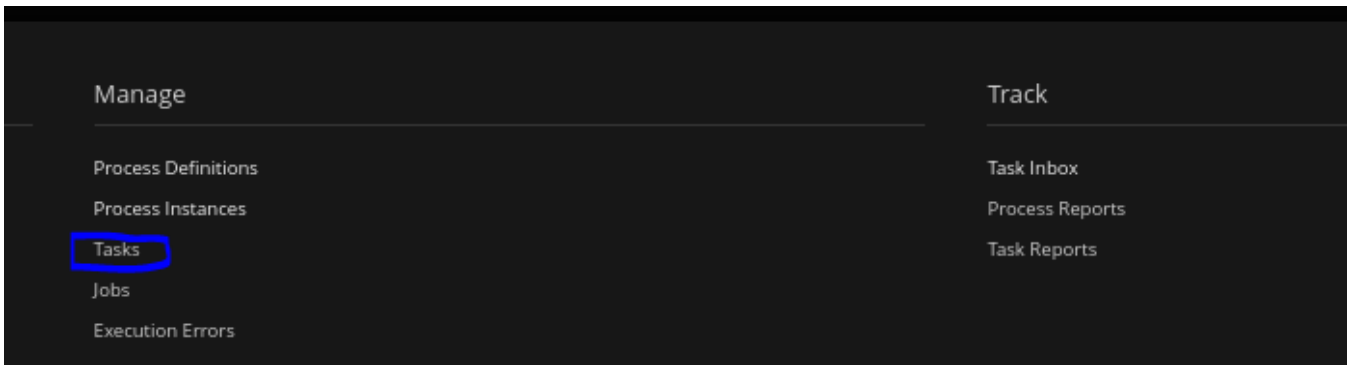 Manage
Process Definitions
Process Instances
Tasks
Jobs
Execution Errors
Track
Task Inbox
Process Reports
Task Reports